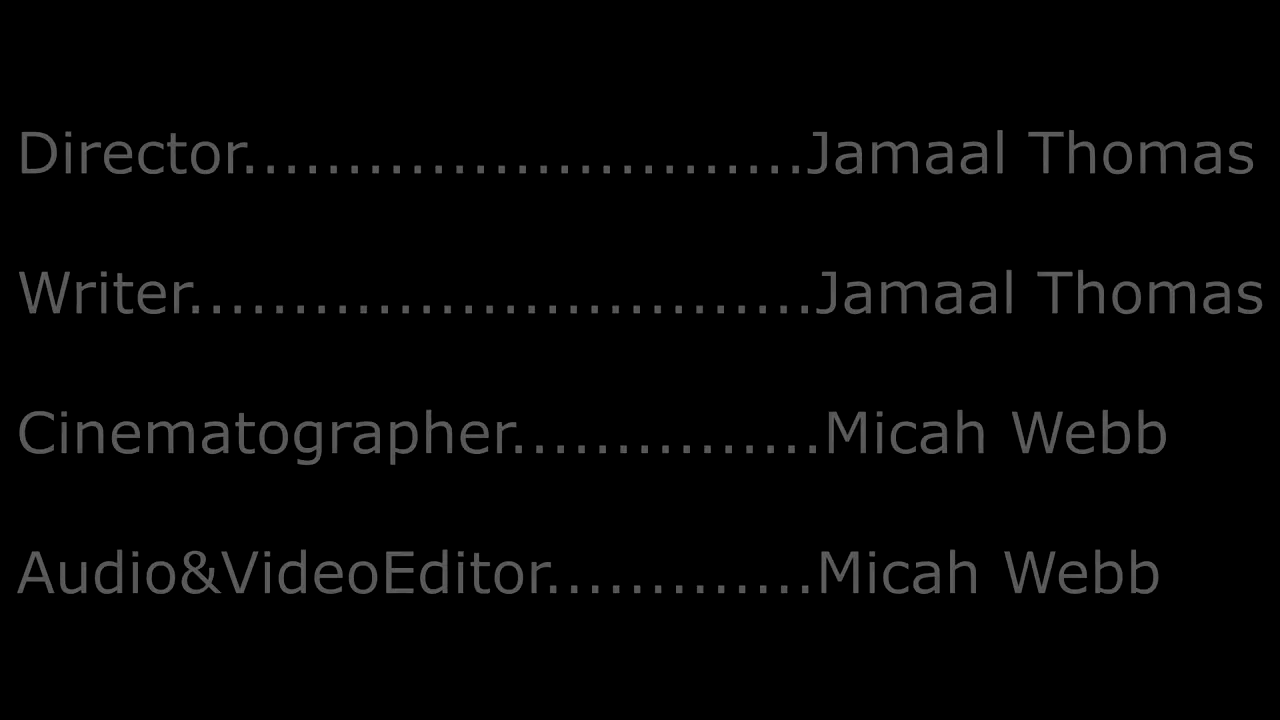 Director...........................Jamaal Thomas
Writer..............................Jamaal Thomas
Cinematographer...............Micah Webb
Audio&VideoEditor.............Micah Webb